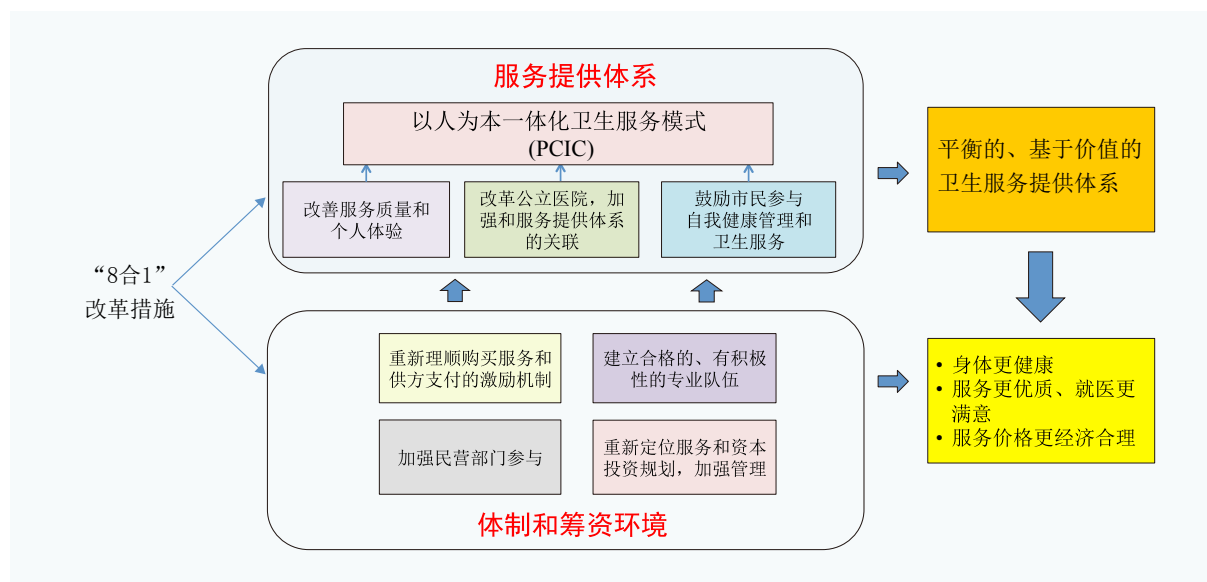 服务提供体系
以人为本一体化卫生服务模式
(PCIC)
改善服务质量和
个人体验
改革公立医院，加
强和服务提供体系
的关联
鼓励市民参与
自我健康管理和
卫生服务
平衡的、基于价值的
卫生服务提供体系
“8合1”
改革措施
重新理顺购买服务和
供方支付的激励机制
建立合格的、有积极
性的专业队伍
加强民营部门参与
重新定位服务和资本
投资规划，加强管理
体制和筹资环境
• 身体更健康
• 服务更优质、就医更
满意
• 服务价格更经济合理